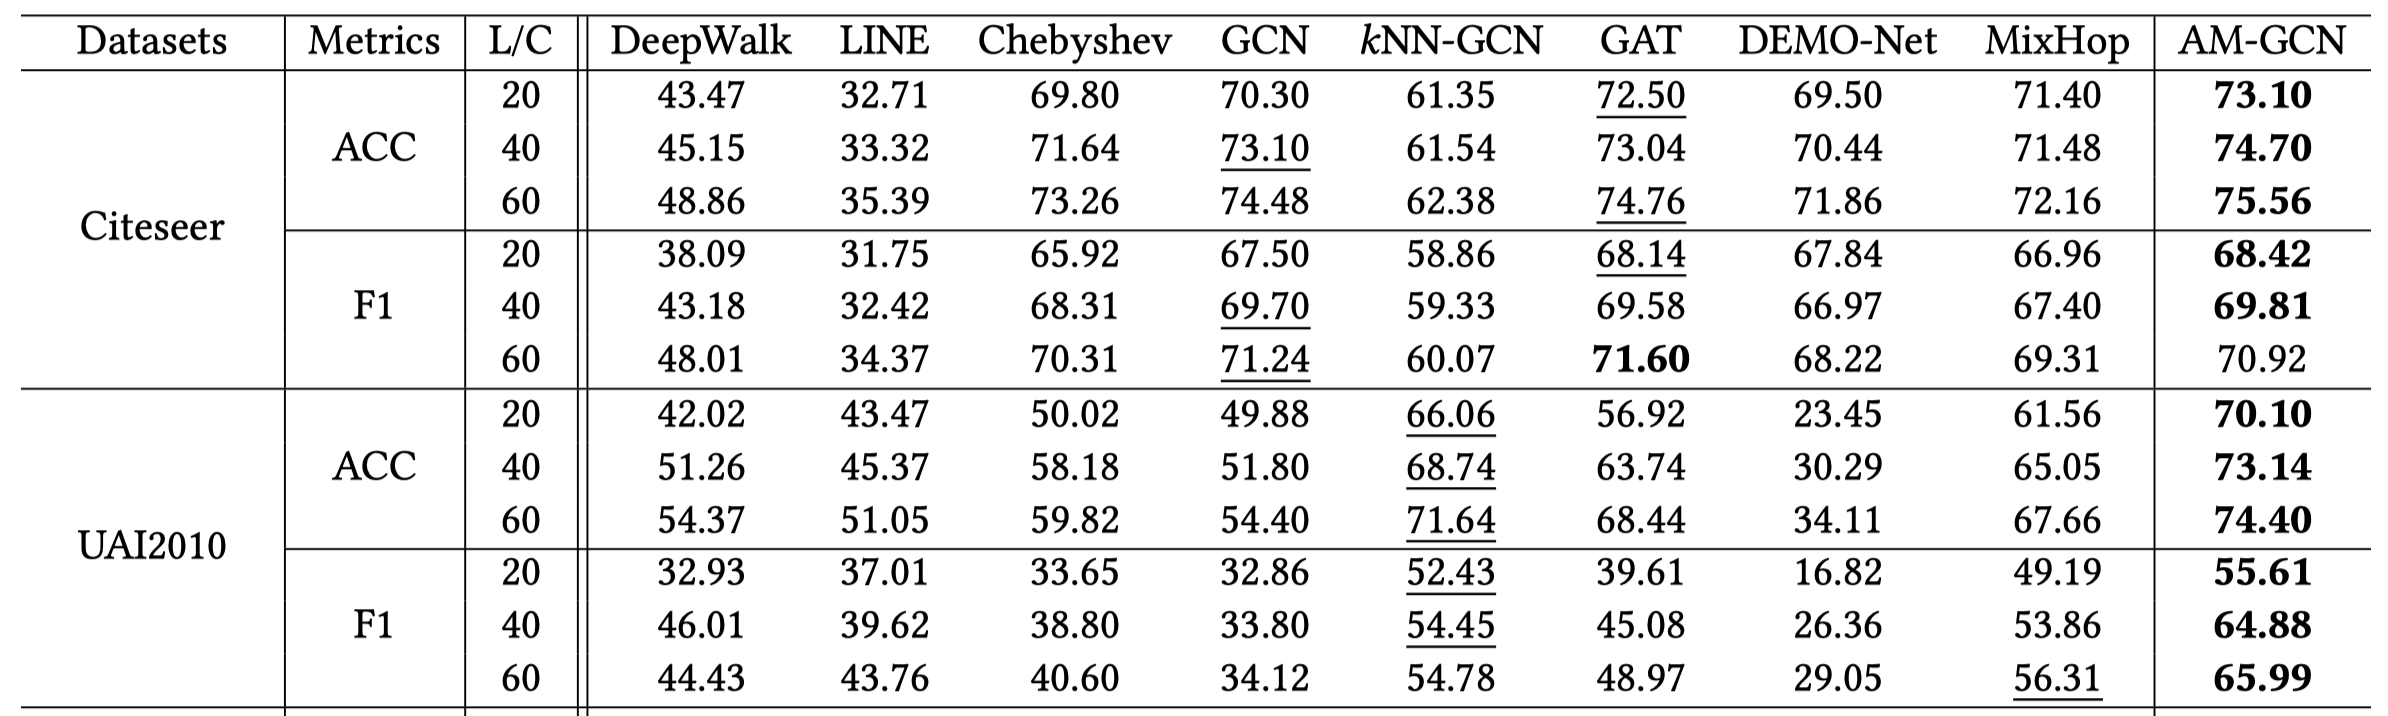 Datasets Metrics L/C DeepWalk LINE Chebyshev GCN kNN-GCN GAT DEMO-Net MixHop AM-GCN
Citeseer ACC 20 43.47 32.71 69.80 70.30 61.35 72.50 69.50 71.40 73.10
40 45.15 33.32 71.64 73.10 61.54 73.04 70.44 71.48 74.70
60 48.86 35.39 73.26 74.48 62.38 74.76 71.86 72.16 75.56
F1 20 38.09 31.75 65.92 67.50 58.86 68.14 67.84 66.96 68.42
40 43.18 32.42 68.31 69.70 59.33 69.58 66.97 67.40 69.81
60 48.01 34.37 70.31 71.24 60.07 71.60 68.22 69.31 70.92
UAI2010 ACC 20 42.02 43.47 50.02 49.88 66.06 56.92 23.45 61.56 70.10
40 51.26 45.37 58.18 51.80 68.74 63.74 30.29 65.05 73.14
60 54.37 51.05 59.82 54.40 71.64 68.44 34.11 67.66 74.40
F1 20 32.93 37.01 33.65 32.86 52.43 39.61 16.82 49.19 55.61
40 46.01 39.62 38.80 33.80 54.45 45.08 26.36 53.86 64.88
60 44.43 43.76 40.60 34.12 54.78 48.97 29.05 56.31 65.99